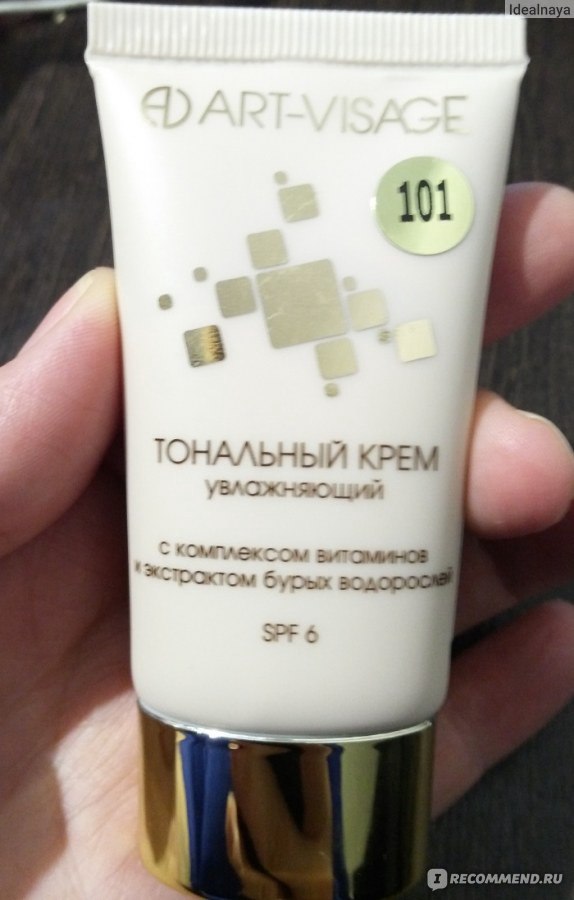 Idealnaya
ART-VISAGE
101
ТОНАЛЬНЫЙ КРЕМ
УВЛАЖНЯЮЩИЙ
С КОМПЛЕКСОМ ВИТАМИНОВ
И ЭКСТРАКТОМ БУРЫХ ВОДОРОСЛЕЙ
SPF 6
IRECOMMEND.RU